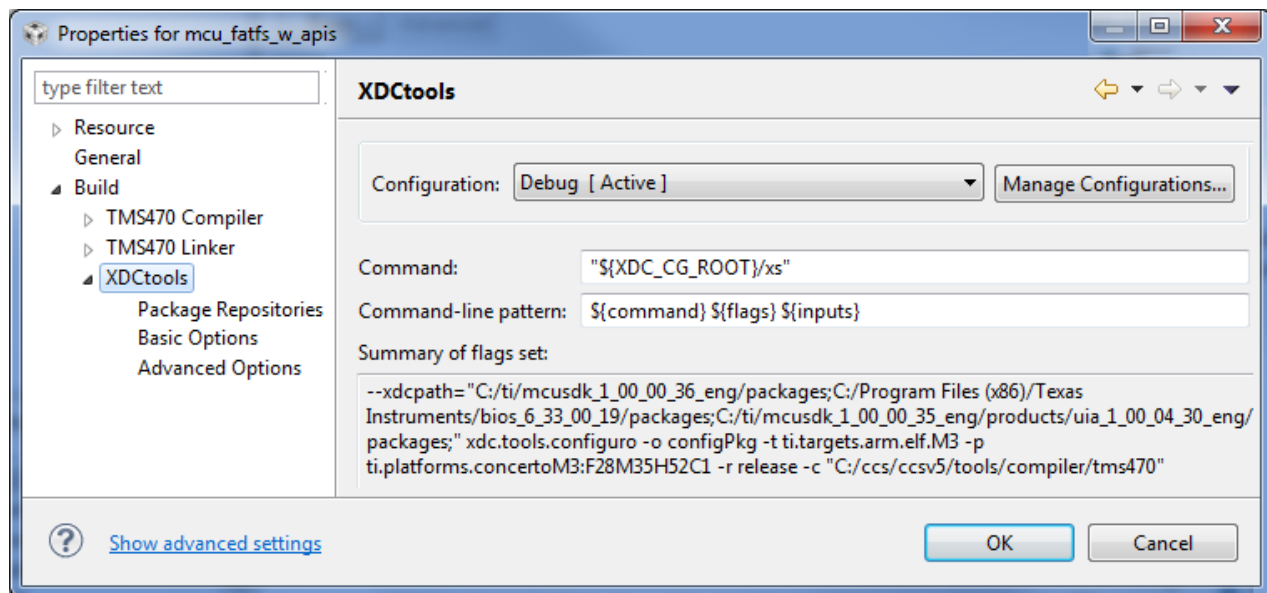 Properties for mcu_fatfs_w_apis
type filter text
Resource
General
Build
TMS470 Compiler
TMS470 Linker
XDCtools
Package Repositories
Basic Options
Advanced Options
XDCtools
Configuration: Debug [ Active ] Manage Configurations...
Command: "${XDC_CG_ROOT}/xs"
Command-line pattern: ${command} ${flags} ${inputs}
Summary of flags set:
--xdcpath="C:/ti/mcusdk_1_00_00_36_eng/packages;C:/Program Files (x86)/Texas
Instruments/bios_6_33_00_19/packages;C:/ti/mcusdk_1_00_00_35_eng/products/uia_1_00_04_30_eng/
packages;" xdc.tools.configuro -o configPkg -t ti.targets.arm.elf.M3 -p
ti.platforms.concertoM3:F28M35H52C1 -r release -c "C:/ccs/ccsv5/tools/compiler/tms470"
Show advanced settings
OK Cancel